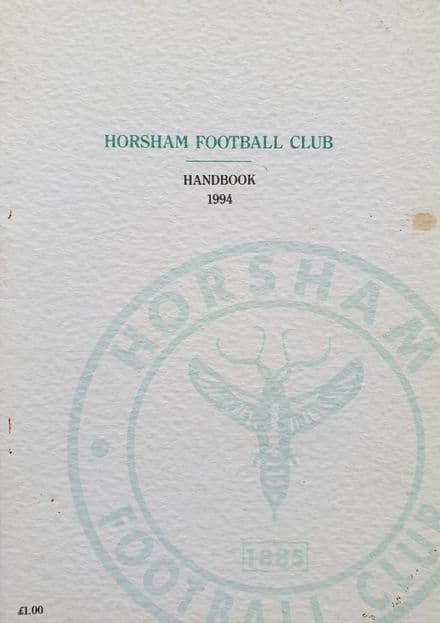 HORSHAM FOOTBALL CLUB
HANDBOOK
1994
HORSHAM
1885
FOOTBALL CLUB
£1.00